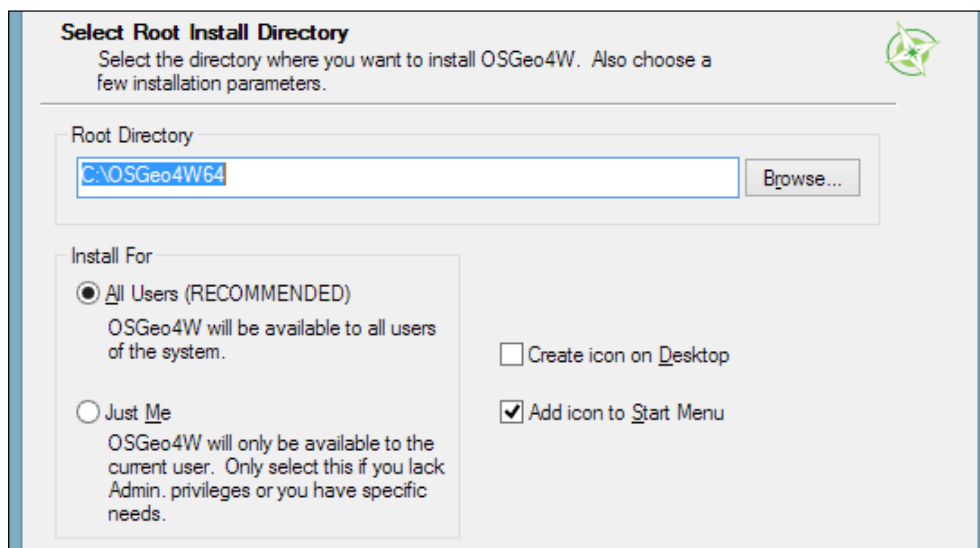 Select Root Install Directory
Select the directory where you want to install OSGeo4W. Also choose a
few installation parameters.
Root Directory
C:\OSGeo4W64
Browse...
Install For
All Users (RECOMMENDED)
OSGeo4W will be available to all users
of the system.
Create icon on Desktop
Just Me
Add icon to Start Menu
OSGeo4W will only be available to the
current user. Only select this if you lack
Admin. privileges or you have specific
needs.